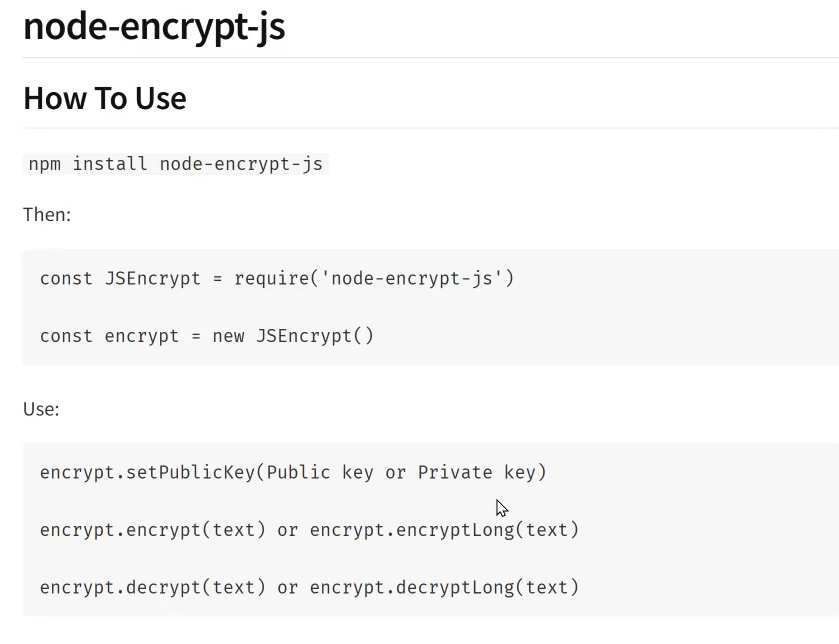 node-encrypt-js
How To Use
npm install node-encrypt-js
Then:
const JSEncrypt = require('node-encrypt-js')
const encrypt = new JSEncrypt()
Use:
encrypt.setPublicKey(Public key or Private key)
encrypt.encrypt(text) or encrypt.encryptLong(text)
encrypt.decrypt(text) or encrypt.decryptLong(text)